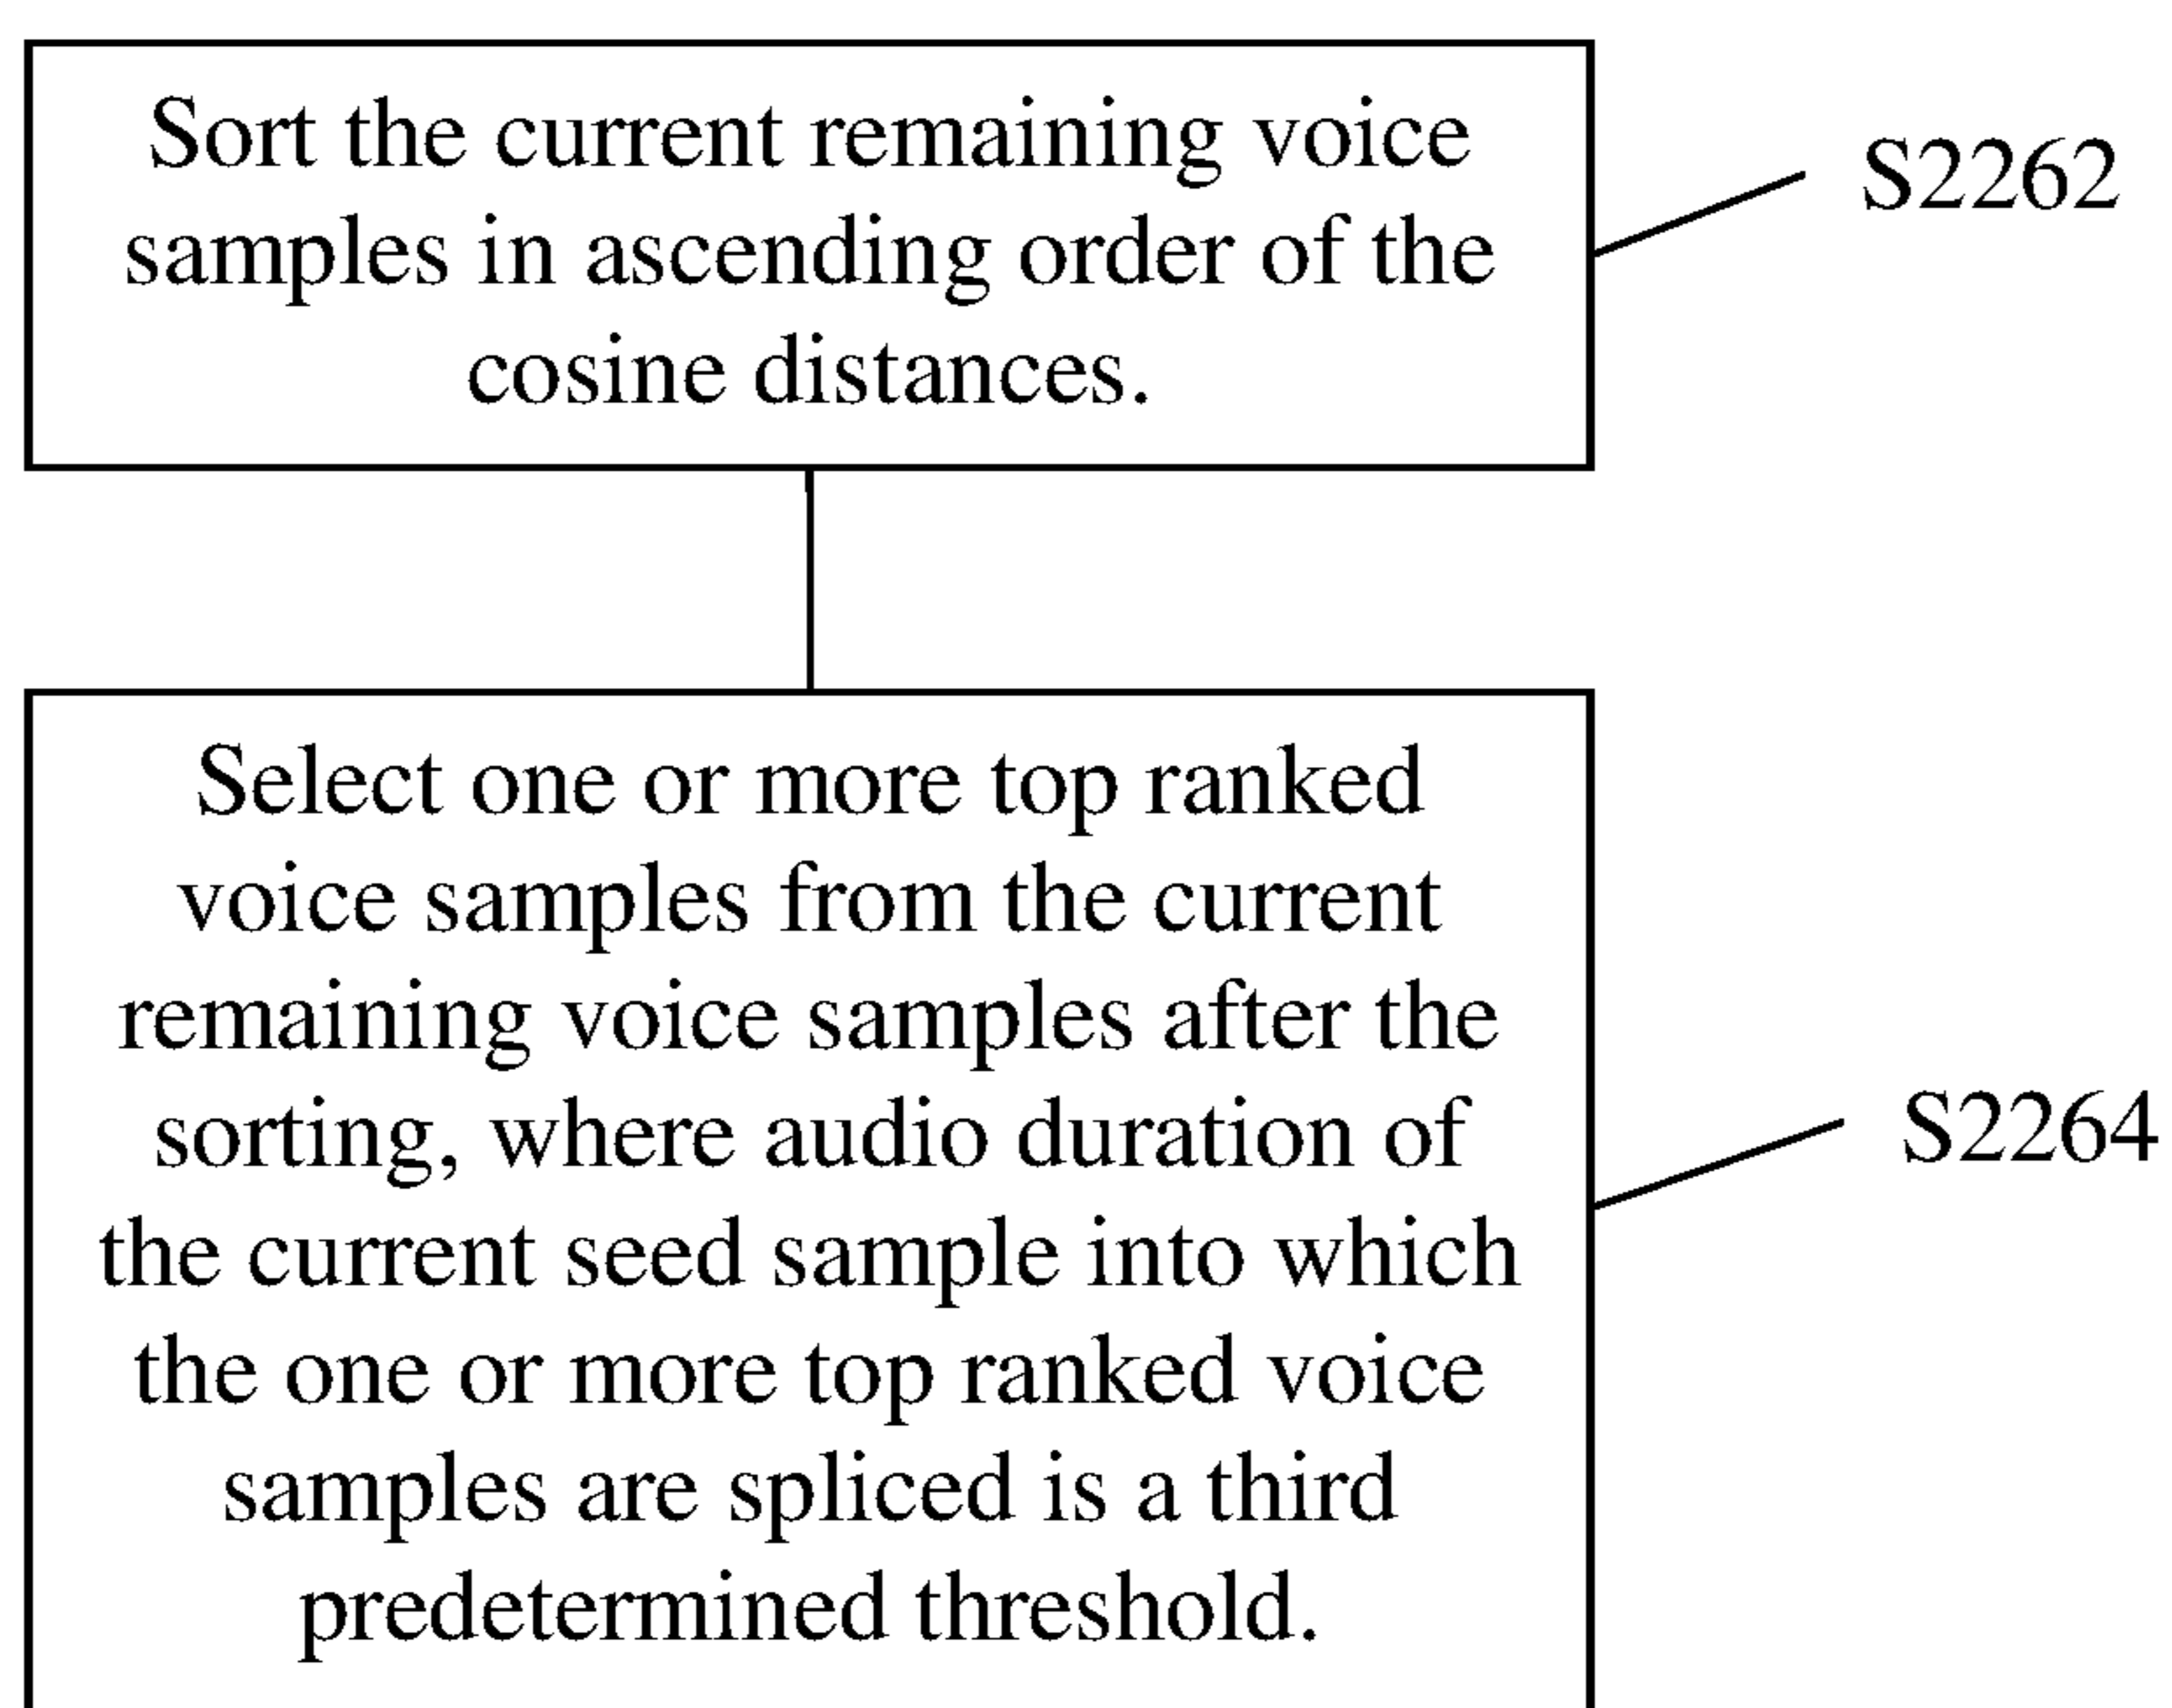 Sort the current remaining voice
samples in ascending order of the
cosine distances.
S2262
Select one or more top ranked
voice samples from the current
remaining voice samples after the
sorting, where audio duration of
the current seed sample into which
the one or more top ranked voice
samples are spliced is a third
predetermined threshold.
S2264